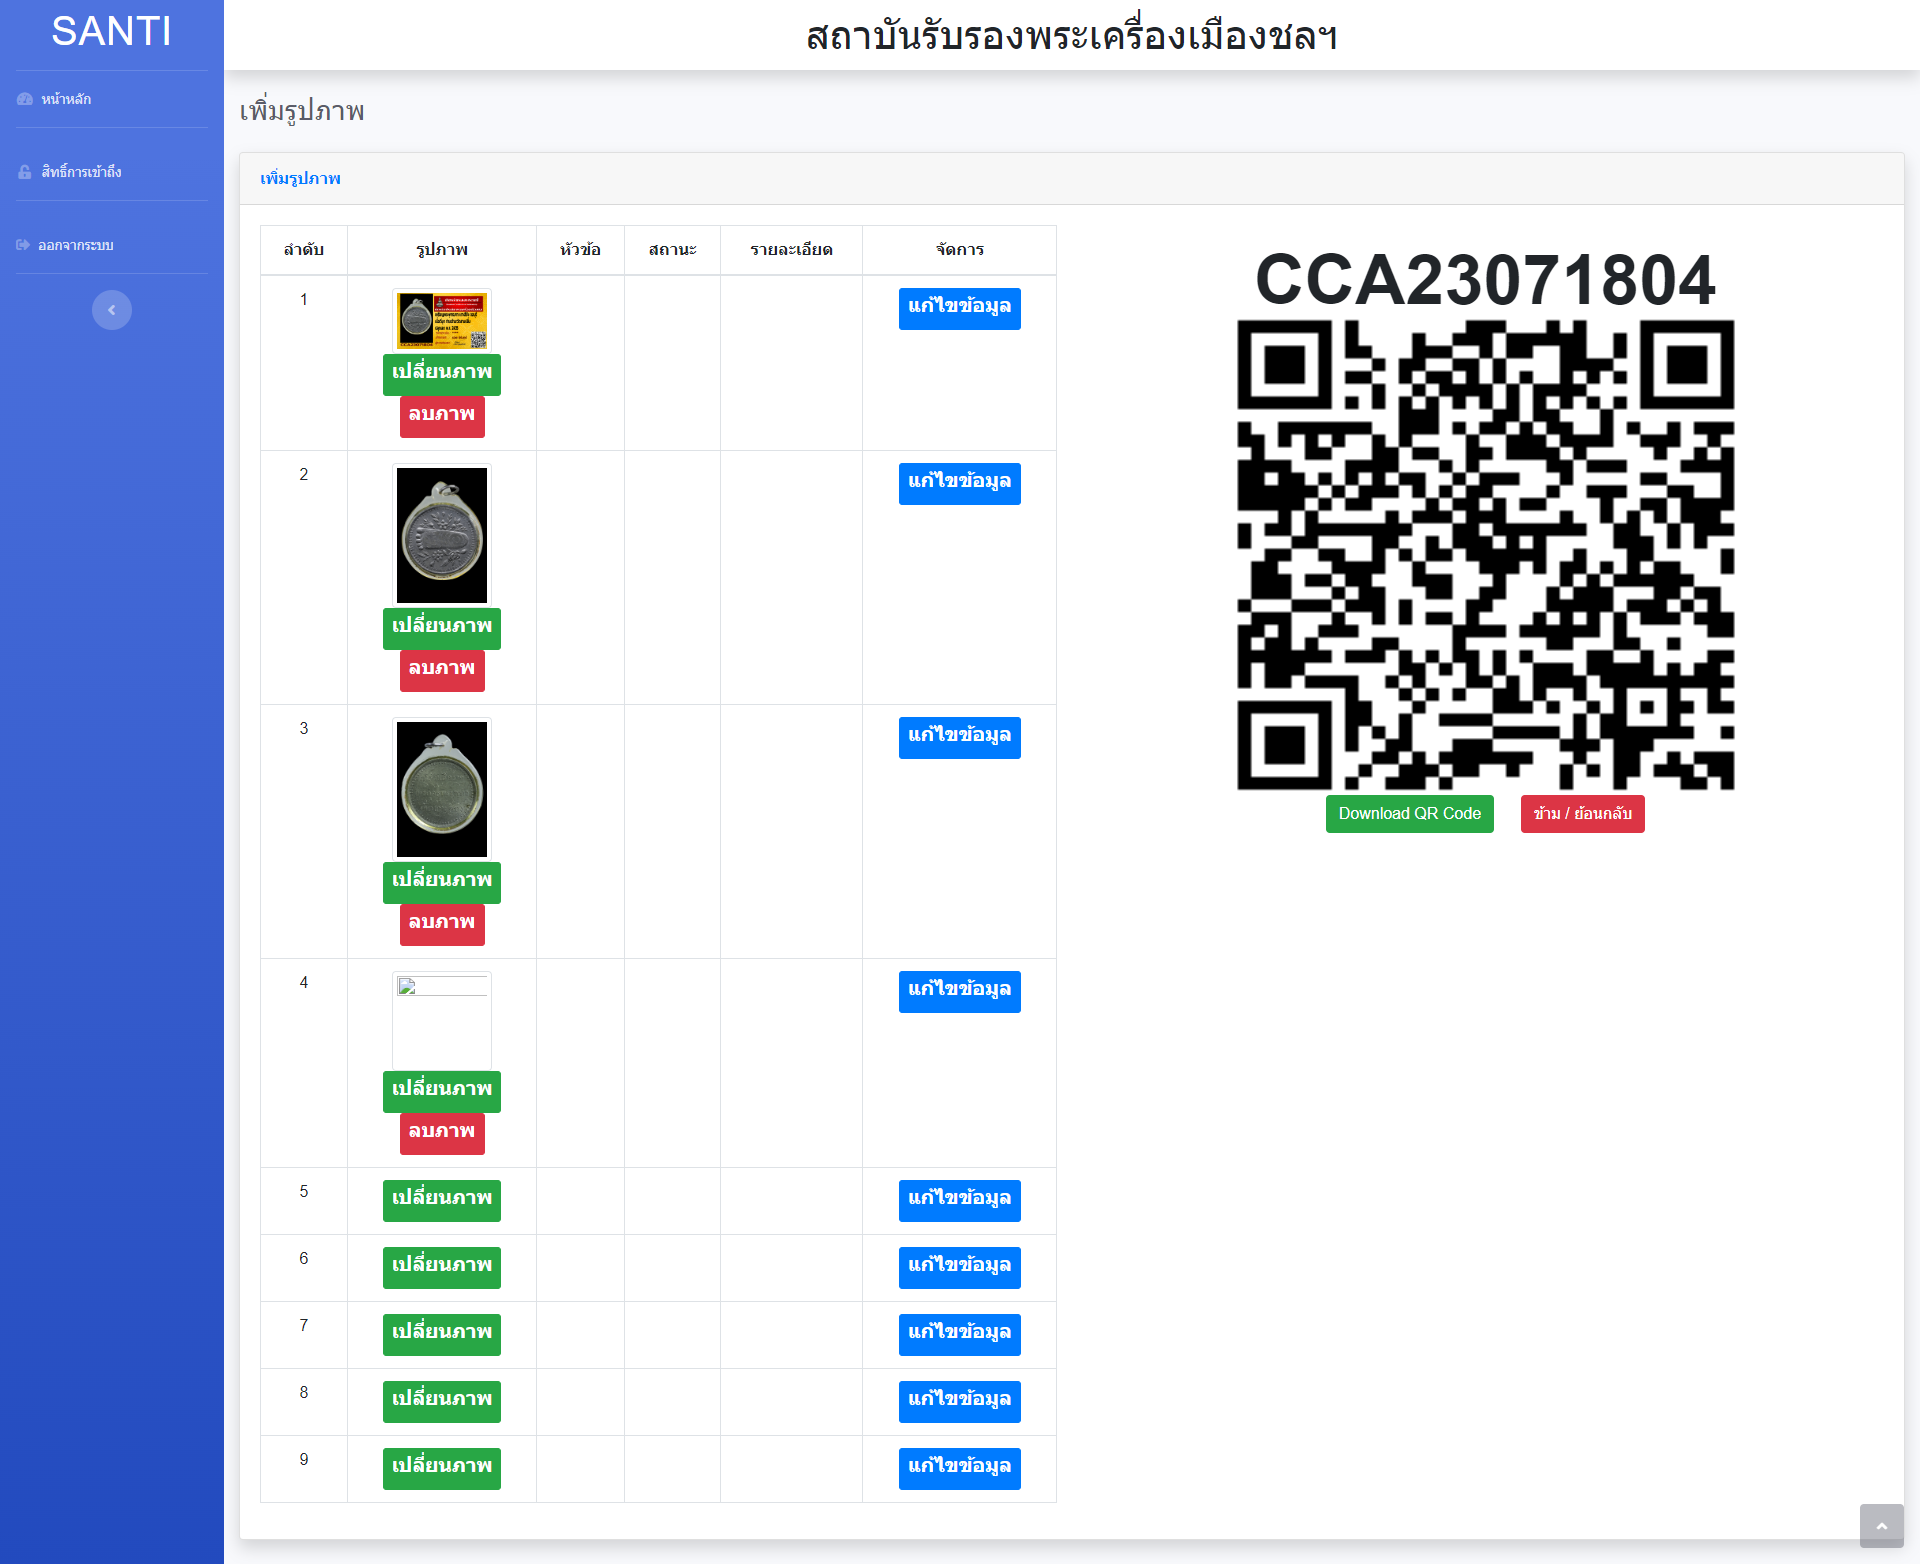 SANTI
หน้าหลัก
สิทธิ์การเข้าถึง
ออกจากระบบ
สถาบันรับรองพระเครื่องเมืองชลฯ
เพิ่มรูปภาพ
เพิ่มรูปภาพ
ลำดับ รูปภาพ หัวข้อ สถานะ รายละเอียด จัดการ
1 แก้ไขข้อมูล
CCA23071804
เปลี่ยนภาพ
ลบภาพ
2 แก้ไขข้อมูล
เปลี่ยนภาพ
ลบภาพ
3 แก้ไขข้อมูล
เปลี่ยนภาพ
ลบภาพ
4 แก้ไขข้อมูล
เปลี่ยนภาพ
ลบภาพ
5 เปลี่ยนภาพ แก้ไขข้อมูล
6 เปลี่ยนภาพ แก้ไขข้อมูล
7 เปลี่ยนภาพ แก้ไขข้อมูล
8 เปลี่ยนภาพ แก้ไขข้อมูล
9 เปลี่ยนภาพ แก้ไขข้อมูล
CCA23071804
Download QR Code ข้าม / ย้อนกลับ